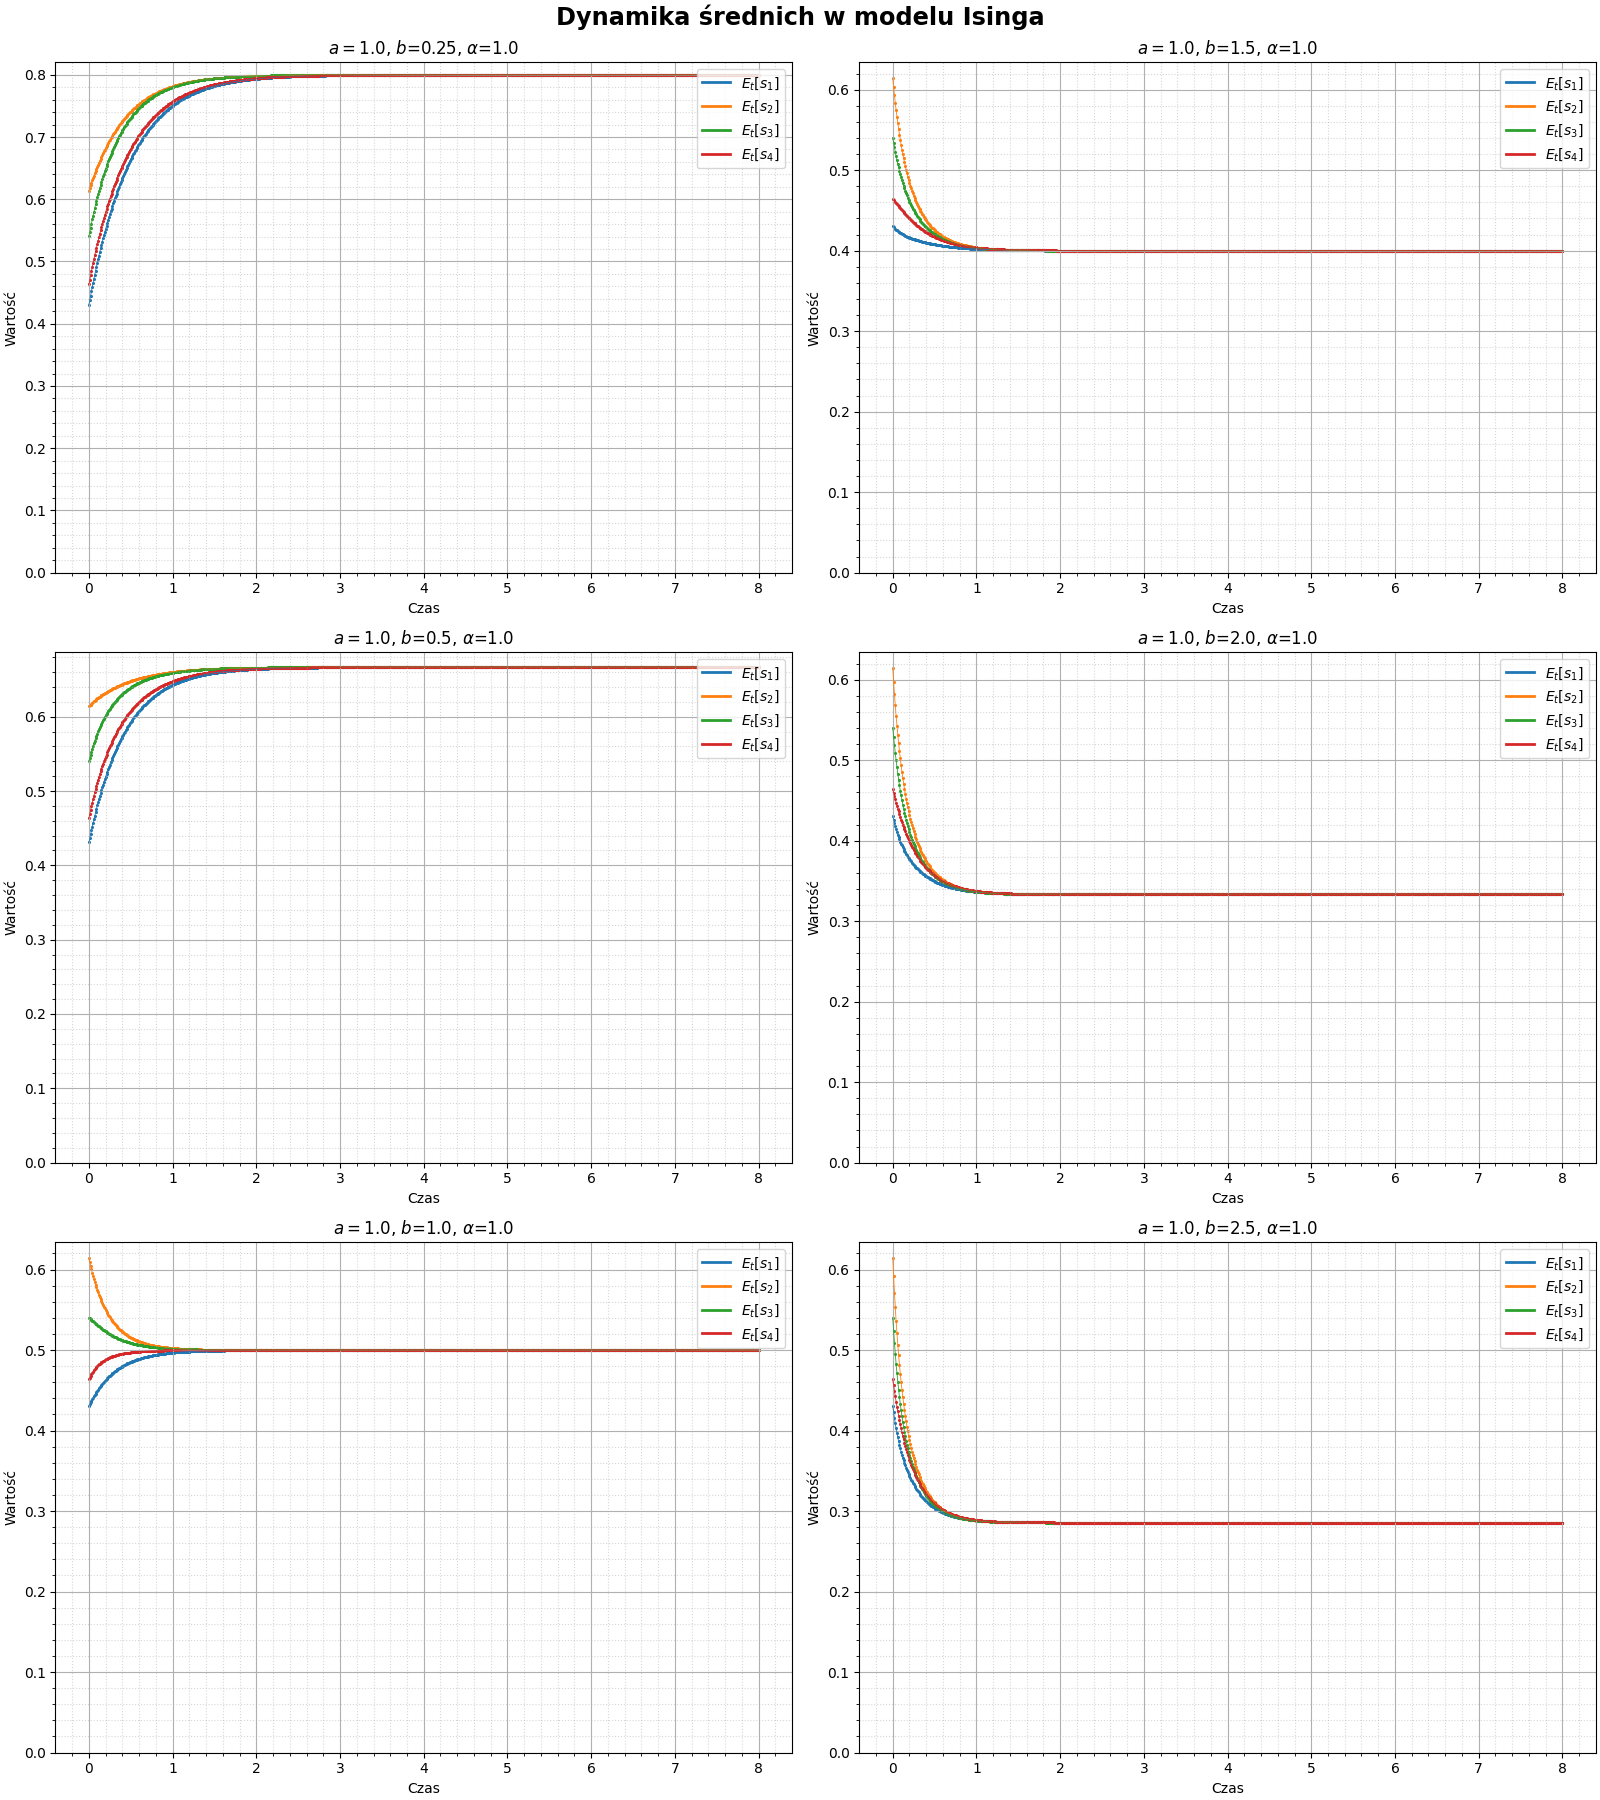 Dynamika średnich w modelu Isinga
a = 1.0, b=0.25, α=1.0
Wartość
0.8
0.7
0.6
0.5
0.4
0.3
0.2
0.1
0.0
E_t[s_1]
E_t[s_2]
E_t[s_3]
E_t[s_4]
0 1 2 3 4 5 6 7 8
Czas
a = 1.0, b=1.5, α=1.0
Wartość
0.6
0.5
0.4
0.3
0.2
0.1
0.0
E_t[s_1]
E_t[s_2]
E_t[s_3]
E_t[s_4]
0 1 2 3 4 5 6 7 8
Czas
a = 1.0, b=0.5, α=1.0
Wartość
0.6
0.5
0.4
0.3
0.2
0.1
0.0
E_t[s_1]
E_t[s_2]
E_t[s_3]
E_t[s_4]
0 1 2 3 4 5 6 7 8
Czas
a = 1.0, b=2.0, α=1.0
Wartość
0.6
0.5
0.4
0.3
0.2
0.1
0.0
E_t[s_1]
E_t[s_2]
E_t[s_3]
E_t[s_4]
0 1 2 3 4 5 6 7 8
Czas
a = 1.0, b=1.0, α=1.0
Wartość
0.6
0.5
0.4
0.3
0.2
0.1
0.0
E_t[s_1]
E_t[s_2]
E_t[s_3]
E_t[s_4]
0 1 2 3 4 5 6 7 8
Czas
a = 1.0, b=2.5, α=1.0
Wartość
0.6
0.5
0.4
0.3
0.2
0.1
0.0
E_t[s_1]
E_t[s_2]
E_t[s_3]
E_t[s_4]
0 1 2 3 4 5 6 7 8
Czas